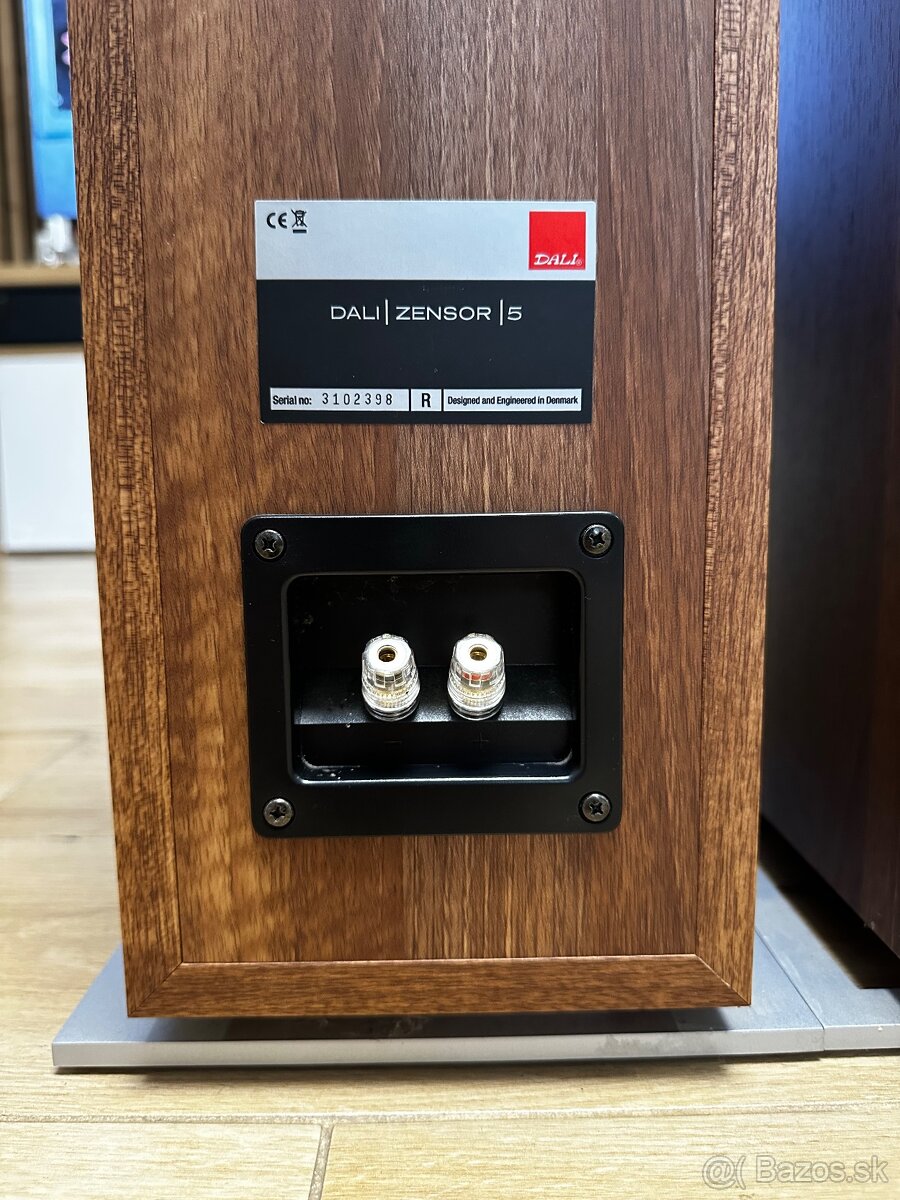 CE
DALI®
DALI|ZENSOR|5
Serial no: 3102398 R Designed and Engineered in Denmark
- +
@( Bazos.sk